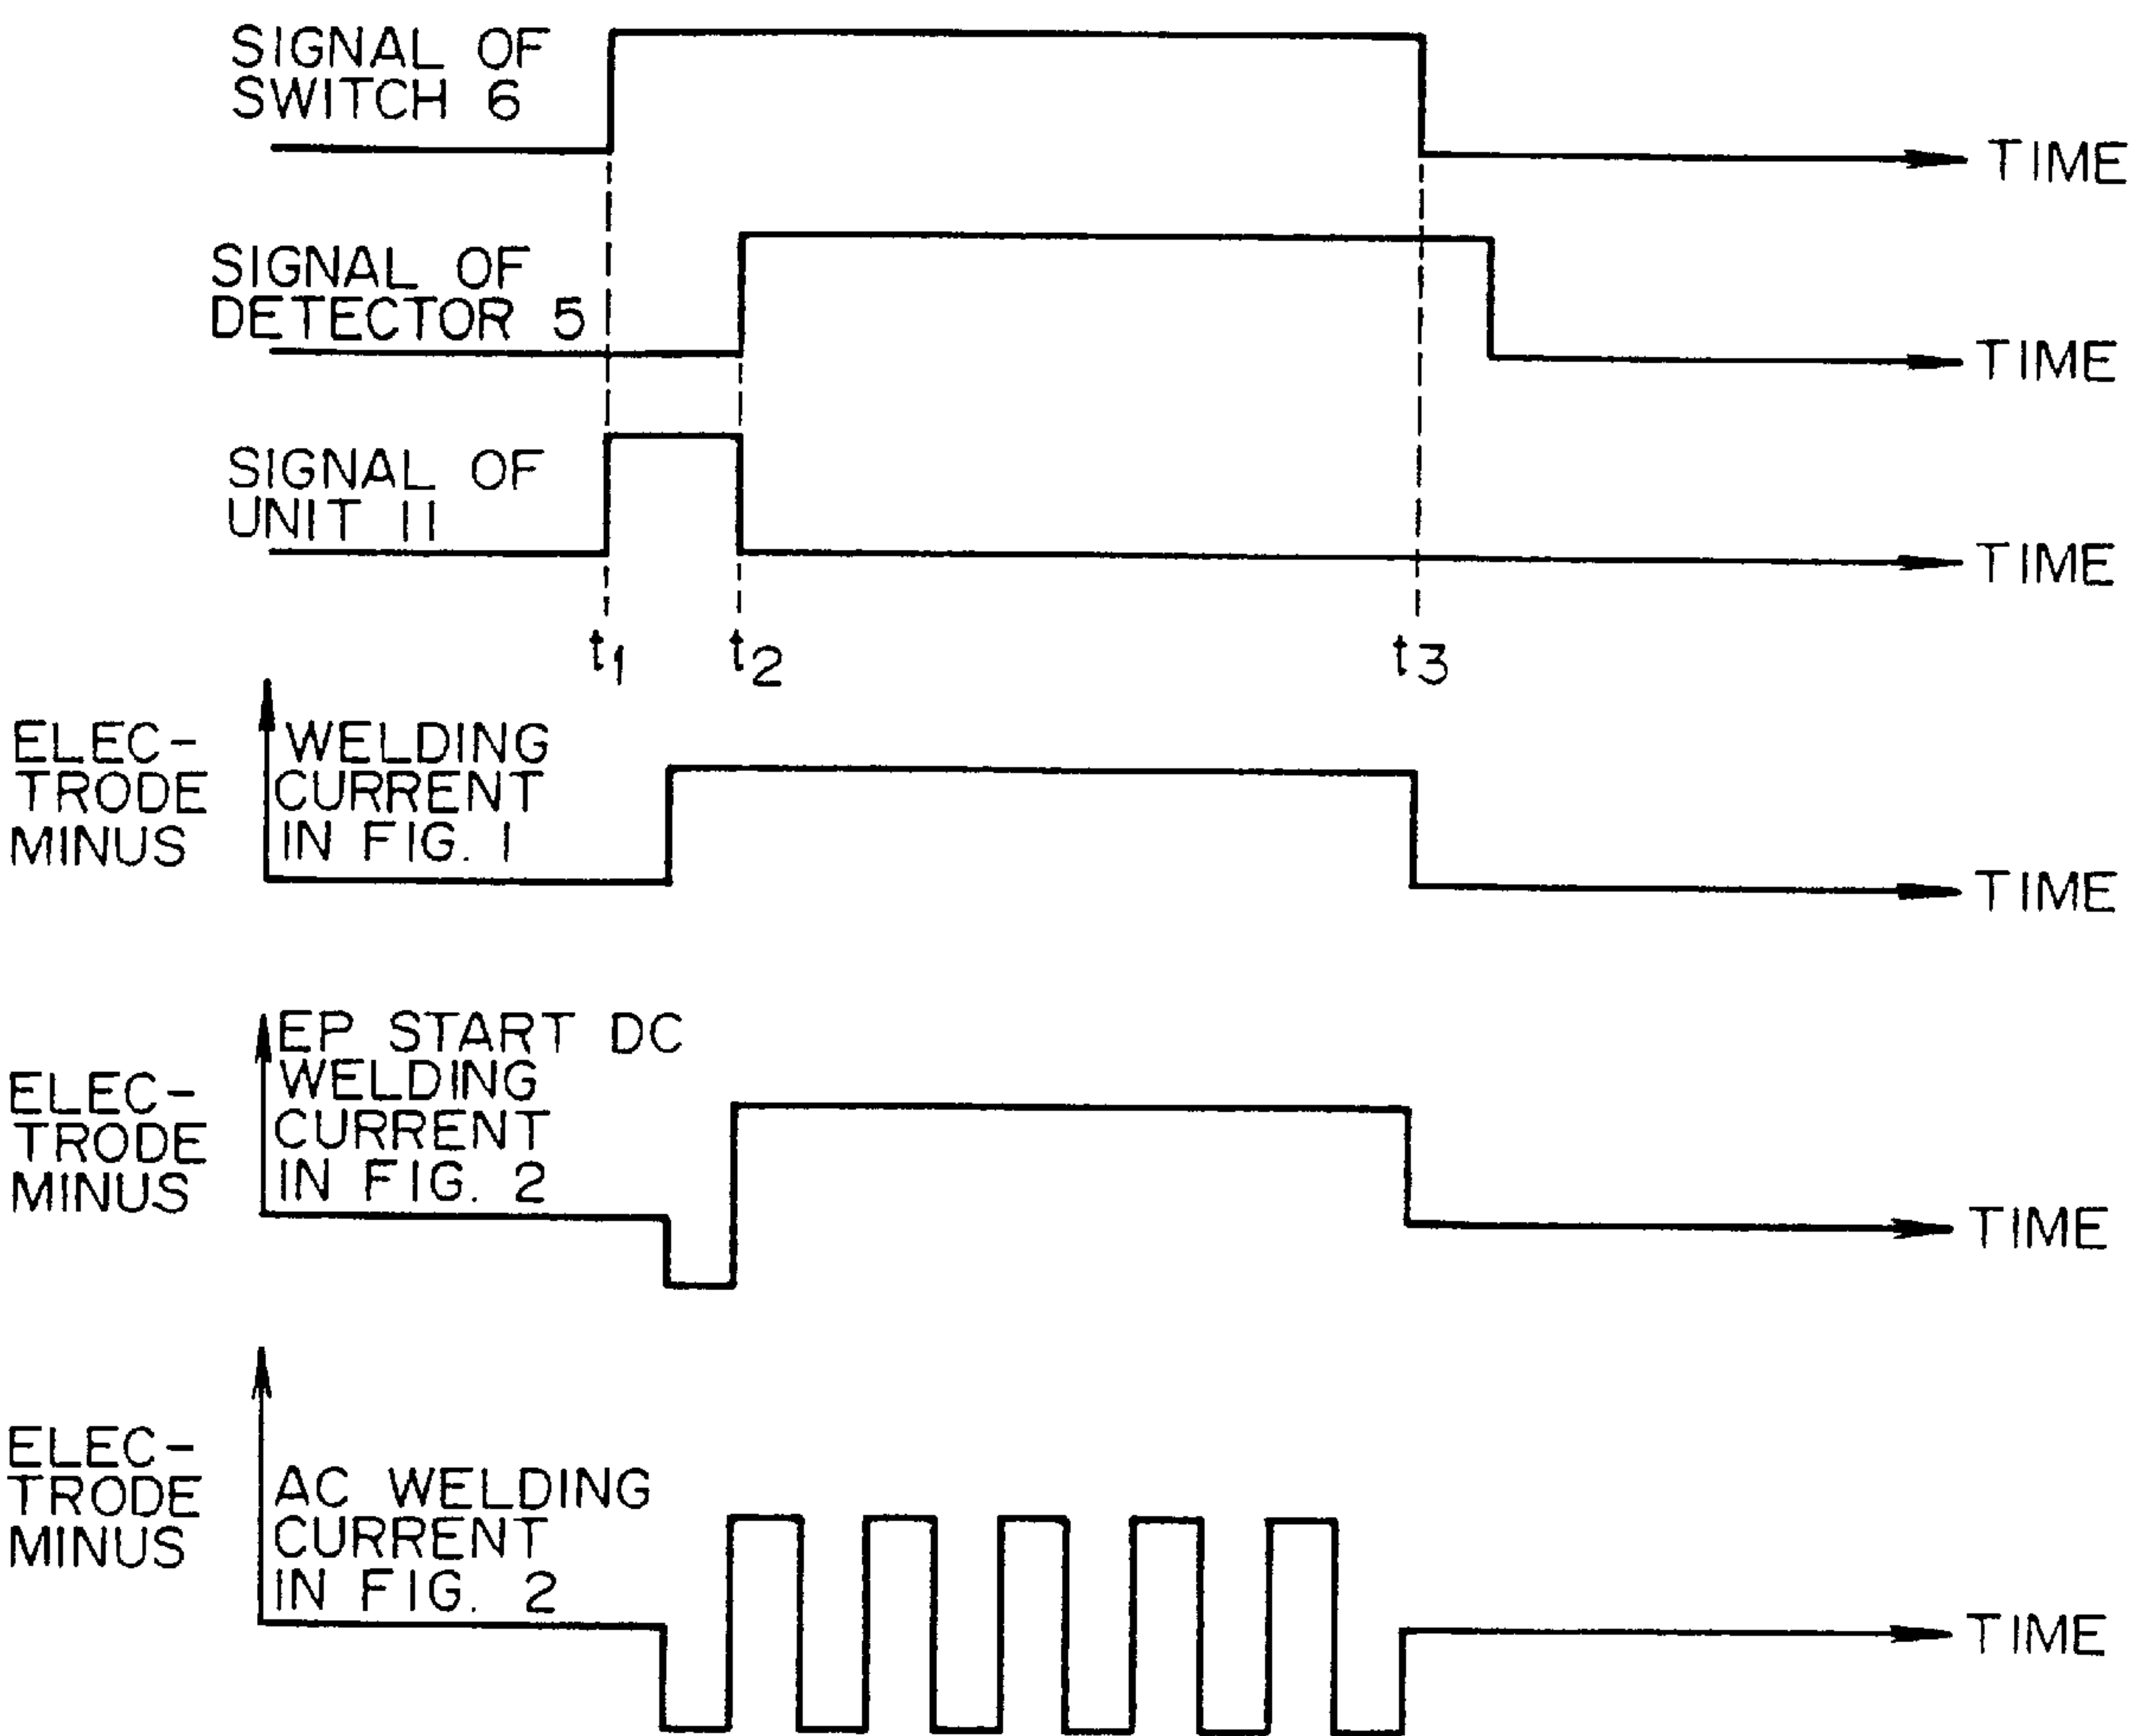 SIGNAL OF
SWITCH 6
TIME
SIGNAL OF
DETECTOR 5
TIME
SIGNAL OF
UNIT 11
TIME
t1 t2 t3
ELEC-
TRODE
MINUS
WELDING
CURRENT
IN FIG. 1
TIME
ELEC-
TRODE
MINUS
EP START DC
WELDING
CURRENT
IN FIG. 2
TIME
ELEC-
TRODE
MINUS
AC WELDING
CURRENT
IN FIG. 2
TIME